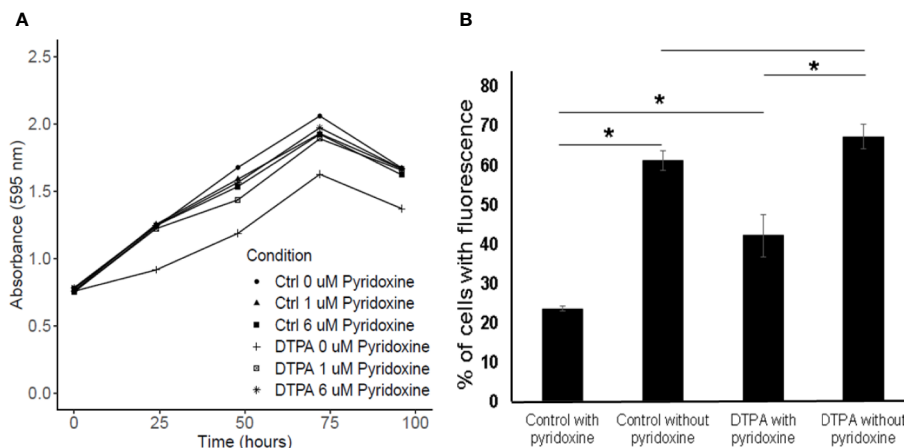 A
Absorbance (595 nm)
2.5
2.0
1.5
1.0
0.5
0.0
0
25
50
75
100
Time (hours)
Condition
Ctrl 0 uM Pyridoxine
Ctrl 1 uM Pyridoxine
Ctrl 6 uM Pyridoxine
DTPA 0 uM Pyridoxine
DTPA 1 uM Pyridoxine
DTPA 6 uM Pyridoxine
B
% of cells with fluorescence
80
70
60
50
40
30
20
10
0
*
*
*
Control with
pyridoxine
Control without
pyridoxine
DTPA with
pyridoxine
DTPA without
pyridoxine